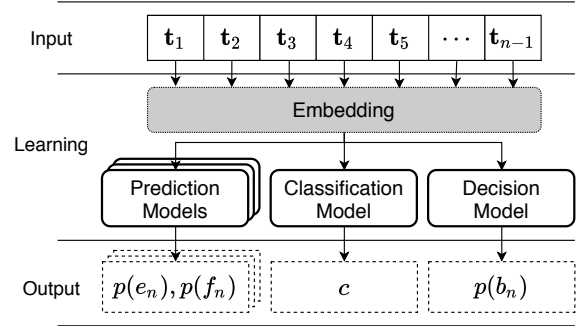 Input t₁ t₂ t₃ t₄ t₅ ⋯ tₙ₋₁
Embedding
Learning
Prediction Models
Classification Model
Decision Model
Output p(eₙ), p(fₙ) c p(bₙ)